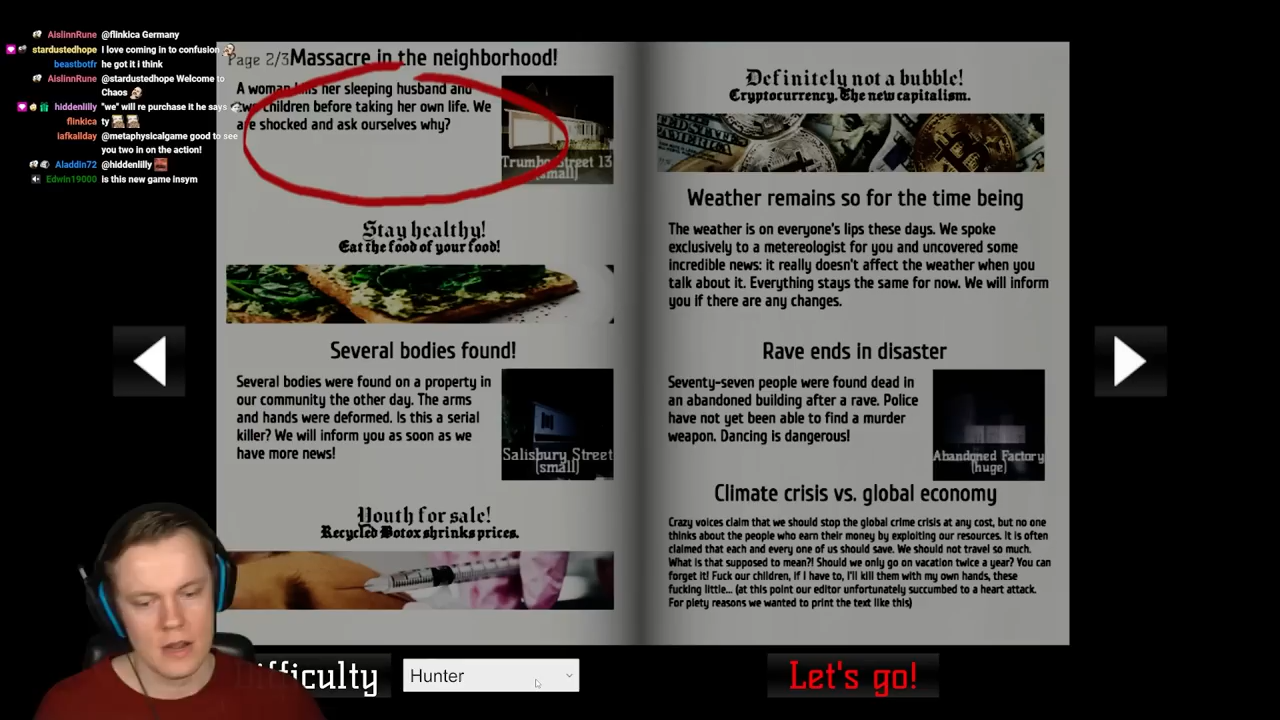 AislinnRune @flinkica Germany
stardustedhope I love coming in to confusion
beastbotfr he got it i think
AislinnRune @stardustedhope Welcome to
Chaos
hiddenlilly "we" will re purchase it he says
flinkica ty
iafkallday @metaphysicalgame good to see
you two in on the action!
Aladdin72 @hiddenlilly
Edwin19000 is this new game insym
Page 2/3
Massacre in the neighborhood!
A woman kills her sleeping husband and
two children before taking her own life. We
are shocked and ask ourselves why?
Trumbo Street 13
(small)
Stay healthy!
Eat the food of your food!
Several bodies found!
Several bodies were found on a property in
our community the other day. The arms
and hands were deformed. Is this a serial
killer? We will inform you as soon as we
have more news!
Salisbury Street
(small)
Youth for sale!
Recycled Botox shrinks prices.
Definitely not a bubble!
Cryptocurrency. The new capitalism.
Weather remains so for the time being
The weather is on everyone's lips these days. We spoke
exclusively to a metereologist for you and uncovered some
incredible news: it really doesn't affect the weather when you
talk about it. Everything stays the same for now. We will inform
you if there are any changes.
Rave ends in disaster
Seventy-seven people were found dead in
an abandoned building after a rave. Police
have not yet been able to find a murder
weapon. Dancing is dangerous!
Abandoned Factory
(huge)
Climate crisis vs. global economy
Crazy voices claim that we should stop the global crime crisis at any cost, but no one
thinks about the people who earn their money by exploiting our resources. It is often
claimed that each and every one of us should save. We should not travel so much.
What is that supposed to mean?! Should we only go on vacation twice a year? You can
forget it! Fuck our children, if I have to, I'll kill them with my own hands, these
fucking little... (at this point our editor unfortunately succumbed to a heart attack.
For piety reasons we wanted to print the text like this)
Difficulty
Hunter
Let's go!